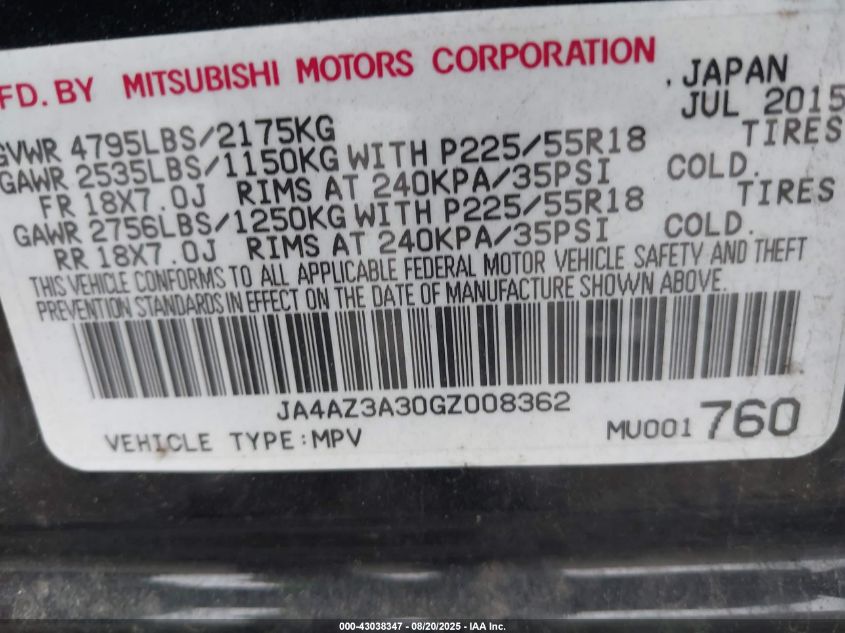 MFD. BY MITSUBISHI MOTORS CORPORATION, JAPAN
JUL 2015
GVWR 4795LBS/2175KG
GAWR 2535LBS/1150KG WITH P225/55R18 TIRES
FR 18X7.0J RIMS AT 240KPA/35PSI COLD.
GAWR 2756LBS/1250KG WITH P225/55R18 TIRES
RR 18X7.0J RIMS AT 240KPA/35PSI COLD.
THIS VEHICLE CONFORMS TO ALL APPLICABLE FEDERAL MOTOR VEHICLE SAFETY AND THEFT
PREVENTION STANDARDS IN EFFECT ON THE DATE OF MANUFACTURE SHOWN ABOVE.
JA4AZ3A30GZ008362
VEHICLE TYPE:MPV MU001760
000-43038347 - 08/20/2025 - IAA Inc.